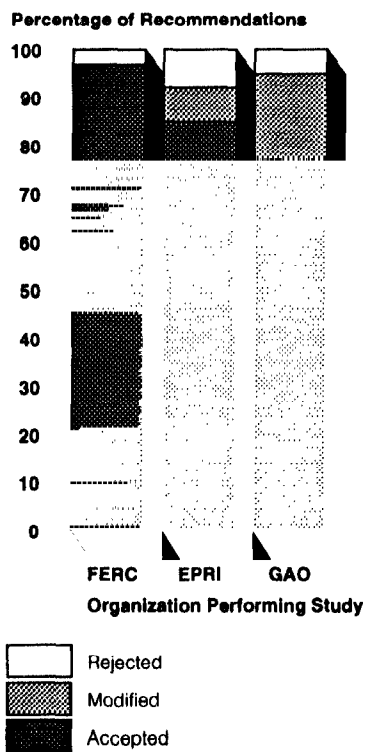 Percentage of Recommendations
100
90
80
70
60
50
40
30
20
10
0
FERC EPRI GAO
Organization Performing Study
Rejected
Modified
Accepted